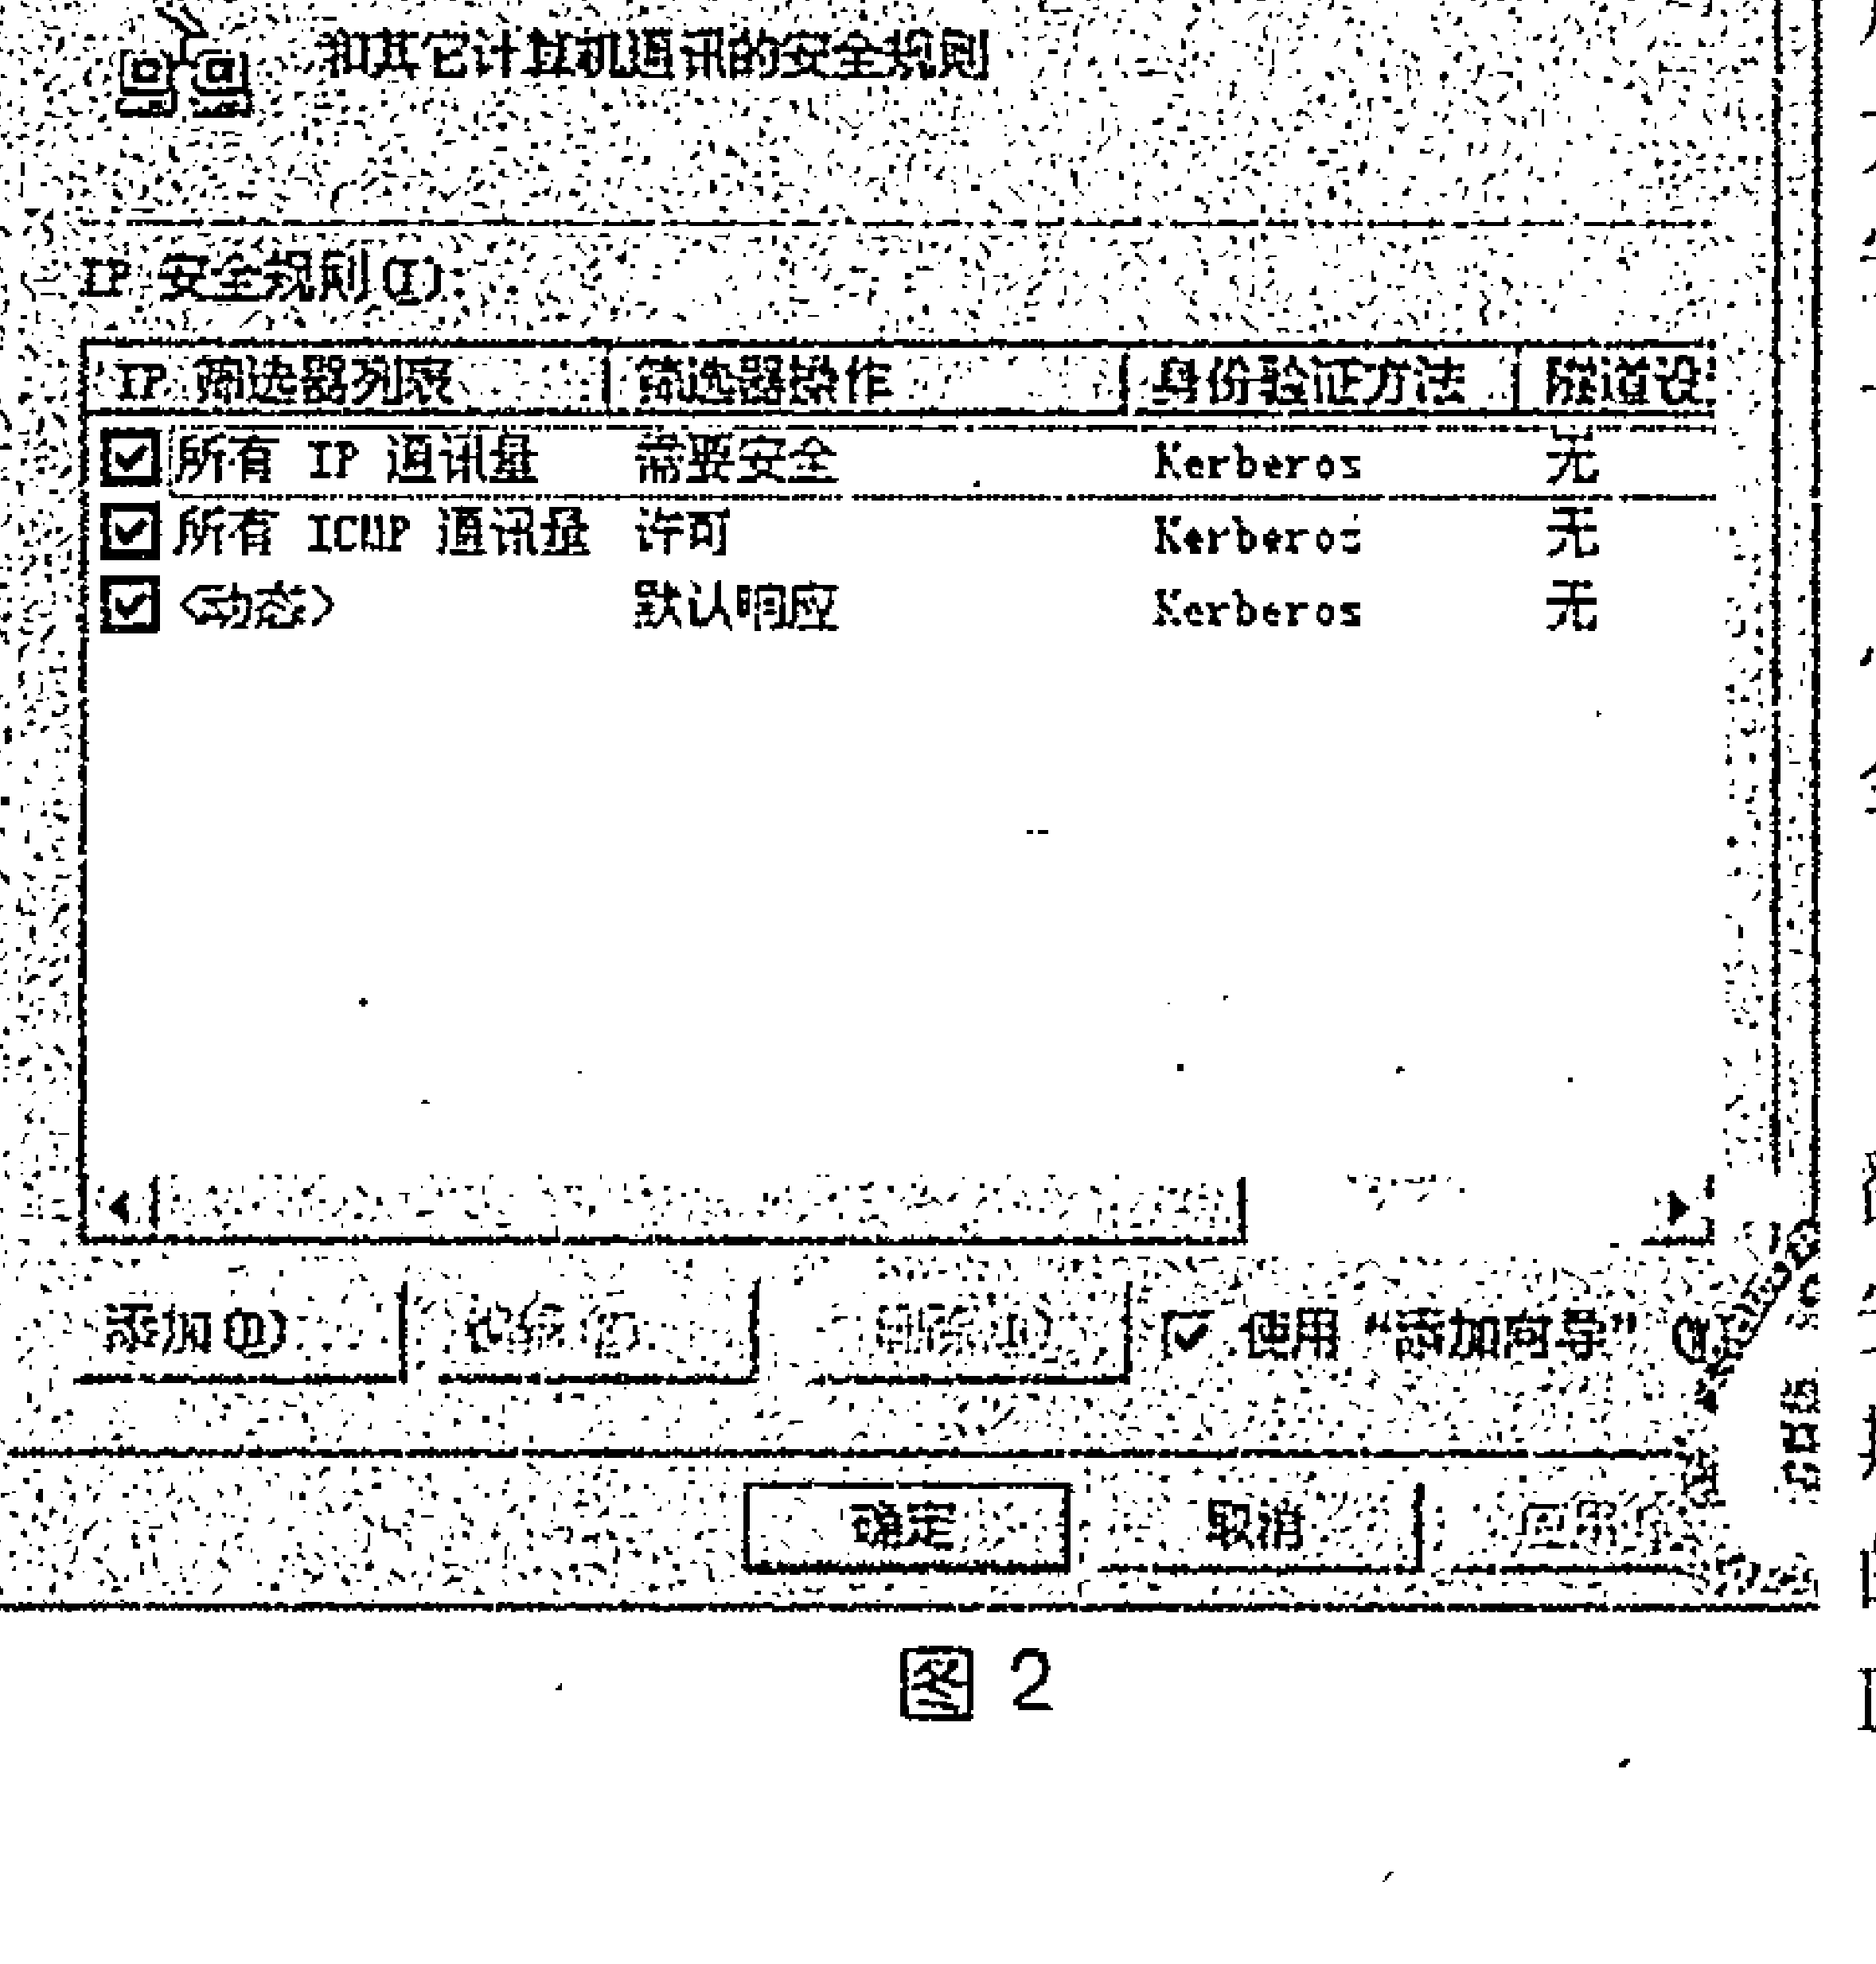 和其它计算机通讯的安全规则
IP 安全规则(I):
IP 筛选器列表 筛选器操作 身份验证方法 隧道设
所有 IP 通讯量 需要安全 Kerberos 无
所有 ICMP 通讯量 许可 Kerberos 无
<动态> 默认响应 Kerberos 无
添加(D) 编辑 删除 使用“添加向导”
确定 取消 应用
图 2